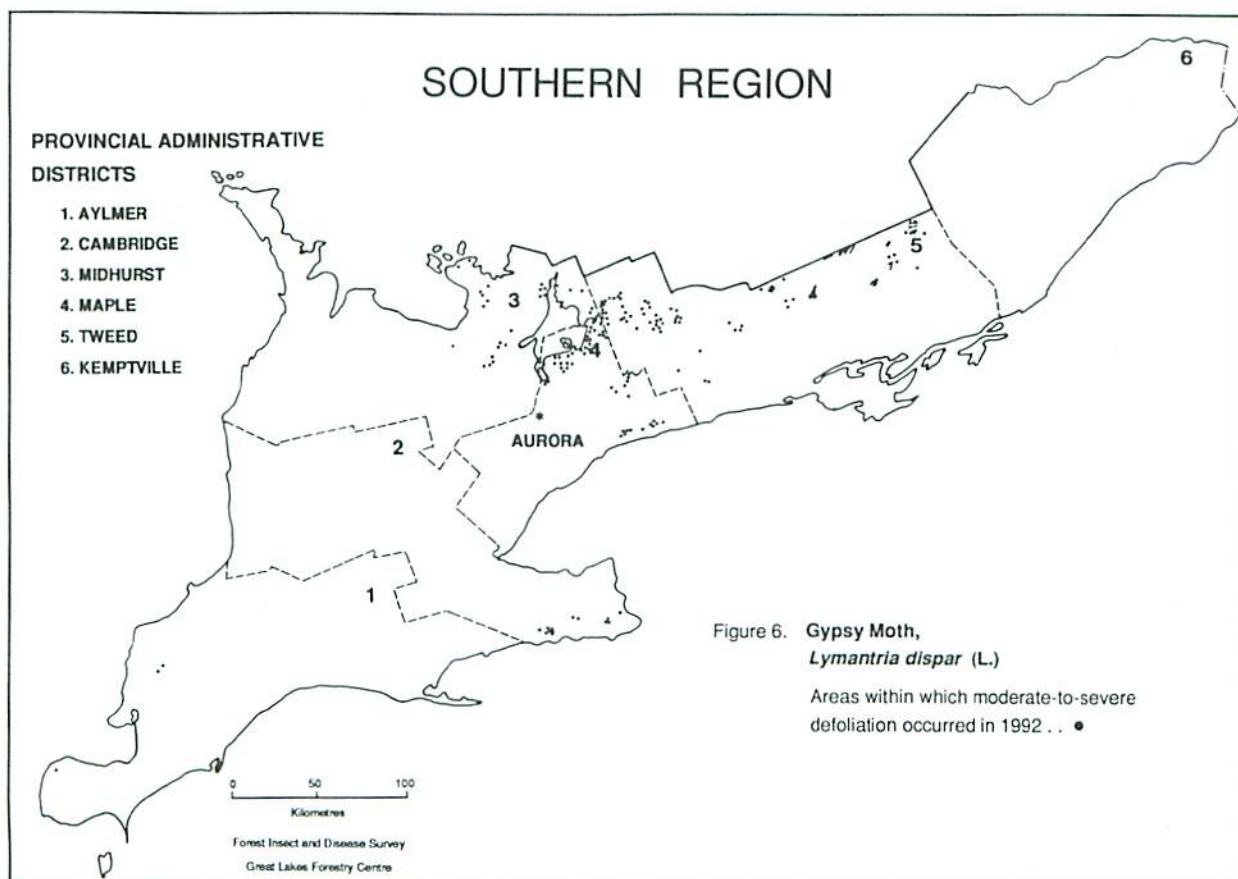 SOUTHERN REGION
PROVINCIAL ADMINISTRATIVE
DISTRICTS
1. AYLMER
2. CAMBRIDGE
3. MIDHURST
4. MAPLE
5. TWEED
6. KEMPTVILLE
6
5
3
4
AURORA
2
1
Figure 6. Gypsy Moth,
Lymantria dispar (L.)
Areas within which moderate-to-severe
defoliation occurred in 1992 . .
0 50 100
Kilometres
Forest Insect and Disease Survey
Great Lakes Forestry Centre